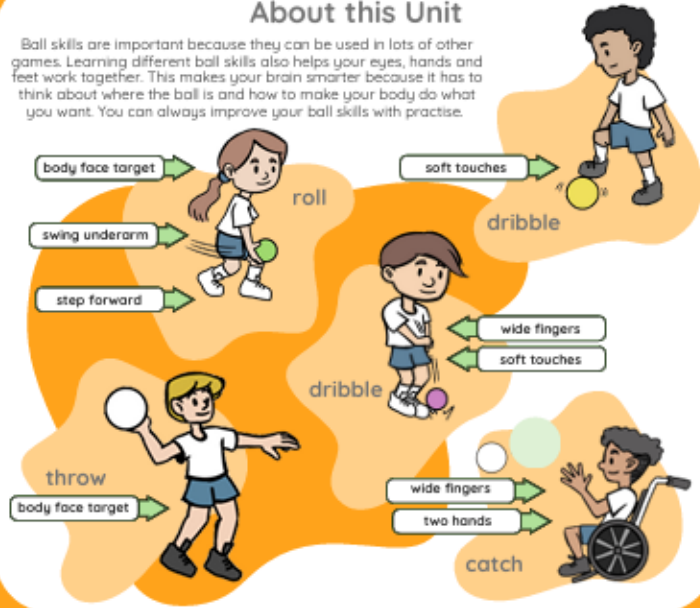 About this Unit
Ball skills are important because they can be used in lots of other
games. Learning different ball skills also helps your eyes, hands and
feet work together. This makes your brain smarter because it has to
think about where the ball is and how to make your body do what
you want. You can always improve your ball skills with practise.
body face target
roll
swing underarm
step forward
soft touches
dribble
wide fingers
soft touches
dribble
throw
body face target
wide fingers
two hands
catch